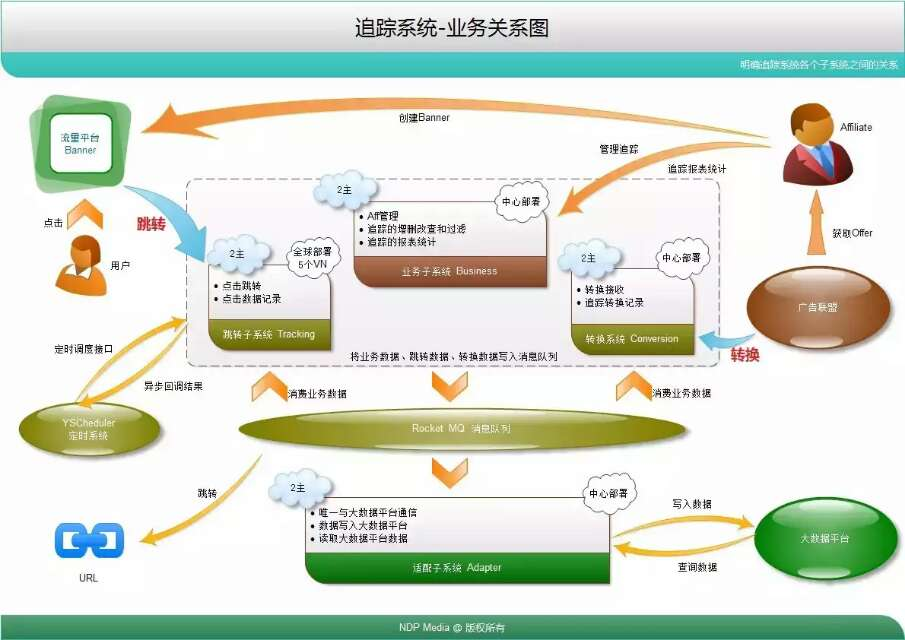 追踪系统-业务关系图
明确追踪系统各个子系统之间的关系
流量平台
Banner
创建Banner
Affiliate
管理追踪
追踪报表统计
点击
用户
跳转
2主
中心部署
Aff管理
追踪的增删改查和过滤
追踪的报表统计
业务子系统 Business
2主
全球部署
5个VN
点击跳转
点击数据记录
跳转子系统 Tracking
2主
中心部署
转换接收
追踪转换记录
转换系统 Conversion
获取Offer
广告联盟
转换
将业务数据、跳转数据、转换数据写入消息队列
定时调度接口
异步回调结果
YSCheduler
定时系统
消费业务数据
消费业务数据
Rocket MQ 消息队列
跳转
URL
2主
中心部署
唯一与大数据平台通信
数据写入大数据平台
读取大数据平台数据
适配子系统 Adapter
写入数据
查询数据
大数据平台
NDP Media @ 版权所有